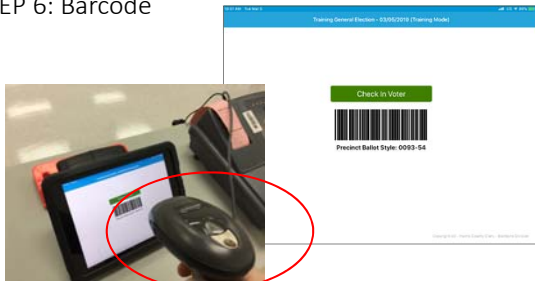 EP 6: Barcode
Training General Election - 03/05/2019 (Training Mode)
Check In Voter
Precinct Ballot Style: 0093-54